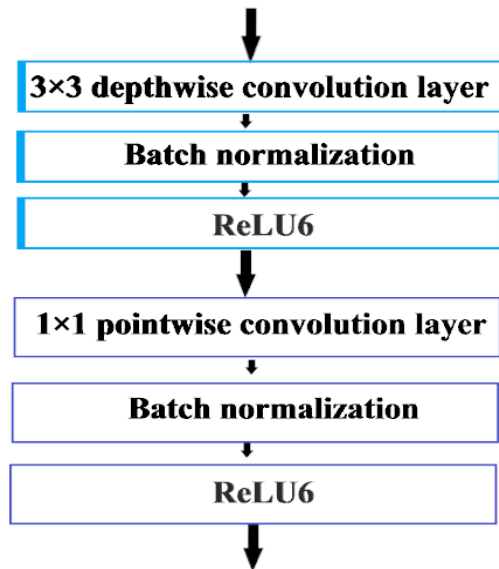 3×3 depthwise convolution layer
Batch normalization
ReLU6
1×1 pointwise convolution layer
Batch normalization
ReLU6